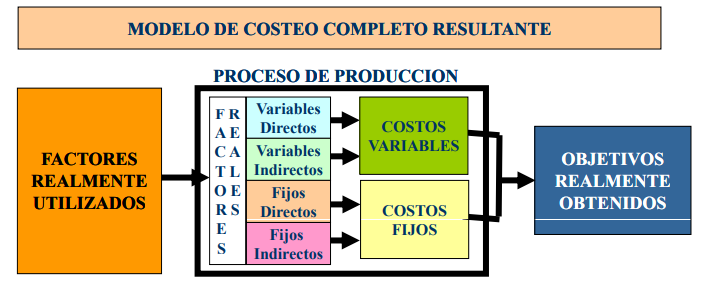 MODELO DE COSTEO COMPLETO RESULTANTE
PROCESO DE PRODUCCION
FACTORES
REALMENTE
UTILIZADOS
FACTORES
REALES
Variables
Directos
Variables
Indirectos
Fijos
Directos
Fijos
Indirectos
COSTOS
VARIABLES
COSTOS
FIJOS
OBJETIVOS
REALMENTE
OBTENIDOS